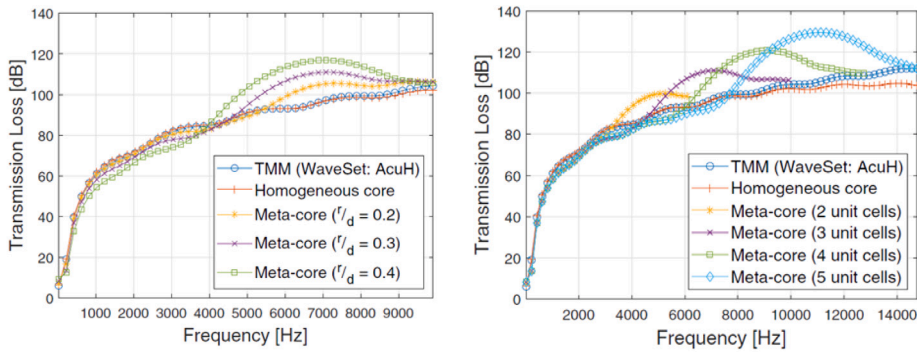 140
120
100
80
60
40
20
0
Transmission Loss [dB]
1000 2000 3000 4000 5000 6000 7000 8000 9000
Frequency [Hz]
TMM (WaveSet: AcuH)
Homogeneous core
Meta-core (r/d = 0.2)
Meta-core (r/d = 0.3)
Meta-core (r/d = 0.4)
140
120
100
80
60
40
20
0
Transmission Loss [dB]
2000 4000 6000 8000 10000 12000 14000
Frequency [Hz]
TMM (WaveSet: AcuH)
Homogeneous core
Meta-core (2 unit cells)
Meta-core (3 unit cells)
Meta-core (4 unit cells)
Meta-core (5 unit cells)